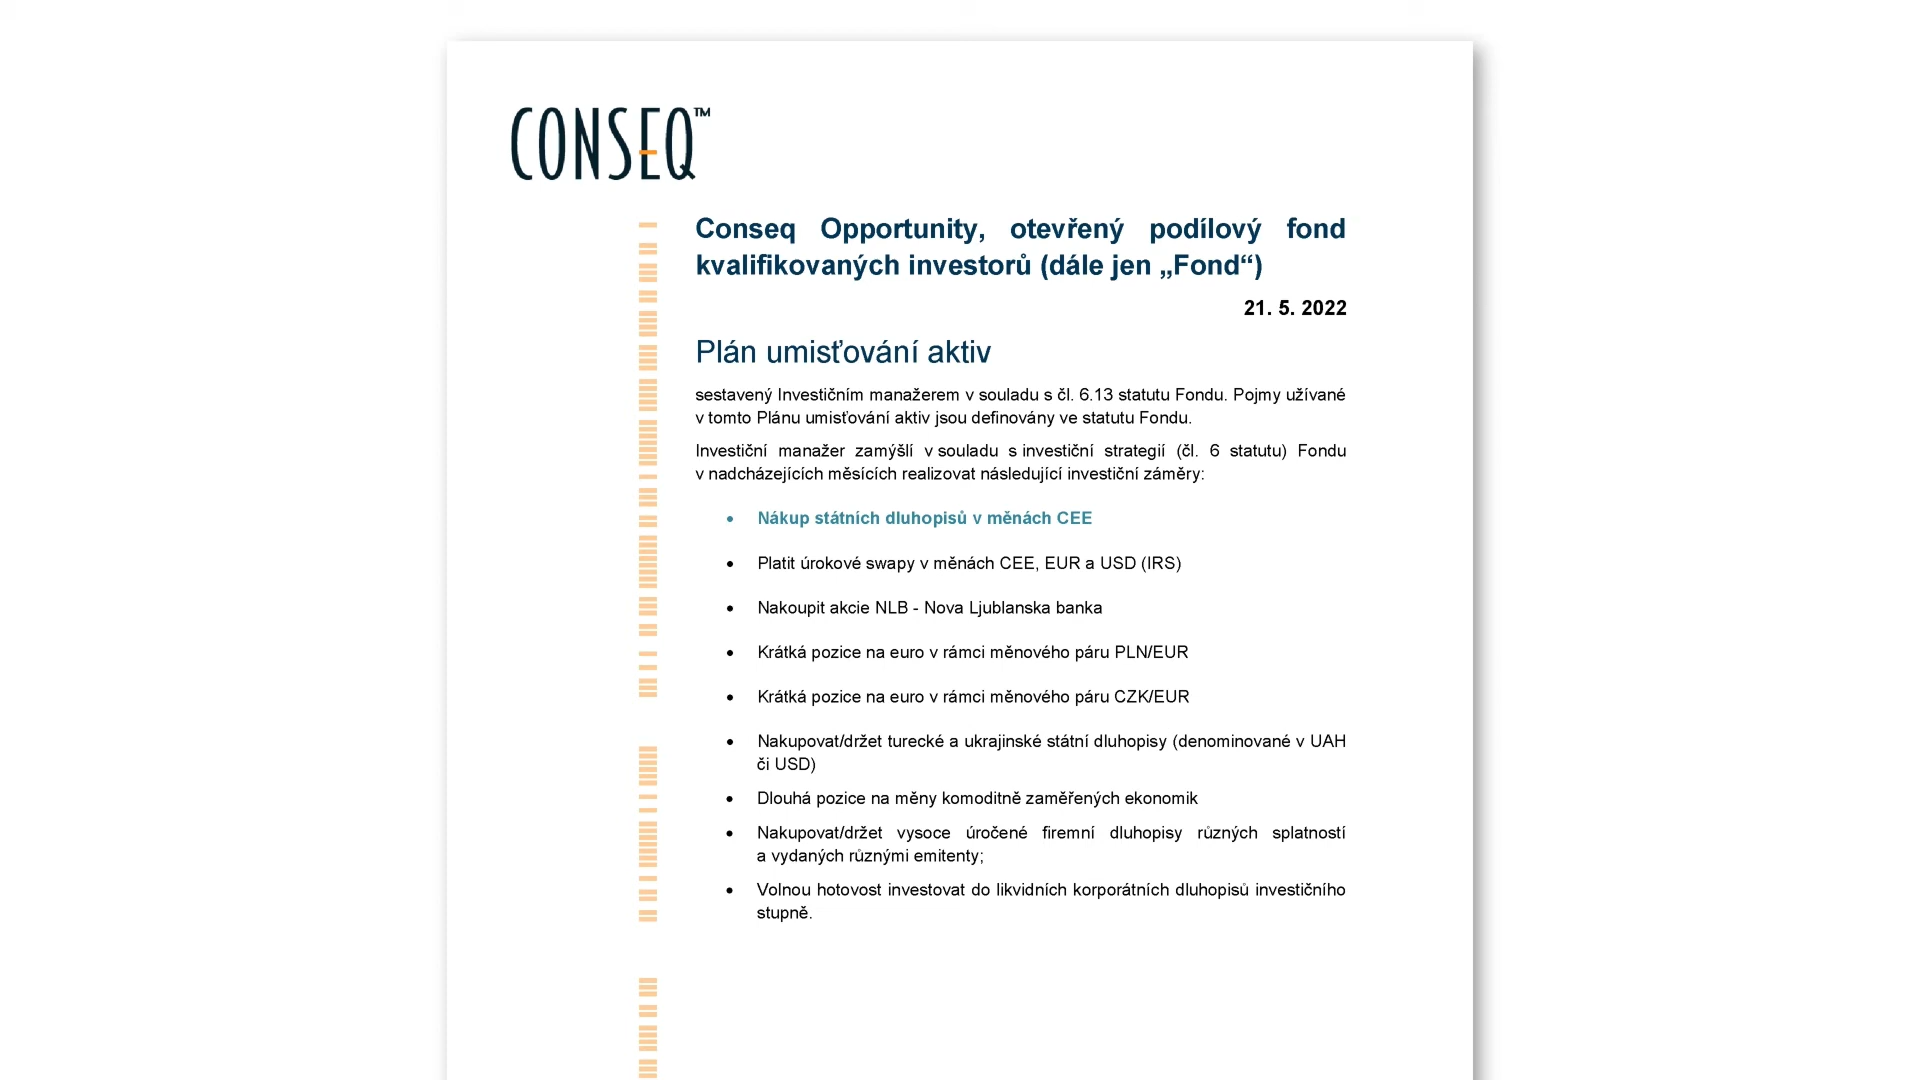 CONSEQ™
Conseq Opportunity, otevřený podílový fond
kvalifikovaných investorů (dále jen „Fond“)
21. 5. 2022
Plán umisťování aktiv
sestavený Investičním manažerem v souladu s čl. 6.13 statutu Fondu. Pojmy užívané
v tomto Plánu umisťování aktiv jsou definovány ve statutu Fondu.
Investiční manažer zamýšlí v souladu s investiční strategií (čl. 6 statutu) Fondu
v nadcházejících měsících realizovat následující investiční záměry:
• Nákup státních dluhopisů v měnách CEE
• Platit úrokové swapy v měnách CEE, EUR a USD (IRS)
• Nakoupit akcie NLB - Nova Ljublanska banka
• Krátká pozice na euro v rámci měnového páru PLN/EUR
• Krátká pozice na euro v rámci měnového páru CZK/EUR
• Nakupovat/držet turecké a ukrajinské státní dluhopisy (denominované v UAH
či USD)
• Dlouhá pozice na měny komoditně zaměřených ekonomik
• Nakupovat/držet vysoce úročené firemní dluhopisy různých splatností
a vydaných různými emitenty;
• Volnou hotovost investovat do likvidních korporátních dluhopisů investičního
stupně.